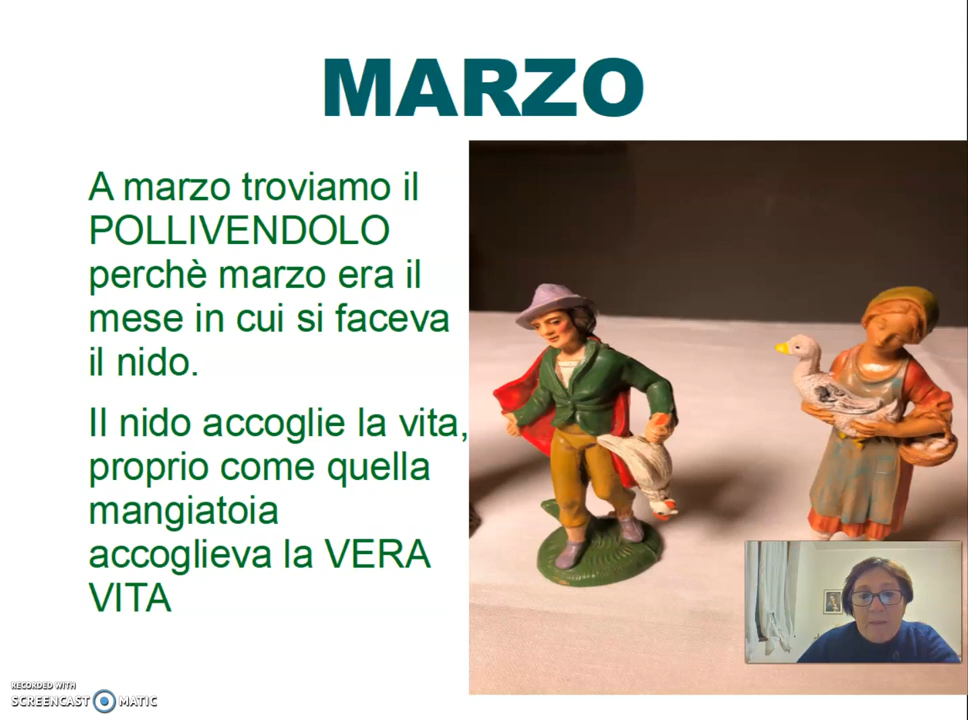 MARZO
A marzo troviamo il
POLLIVENDOLO
perchè marzo era il
mese in cui si faceva
il nido.
Il nido accoglie la vita,
proprio come quella
mangiatoia
accoglieva la VERA
VITA
RECORDED WITH
SCREENCAST MATIC